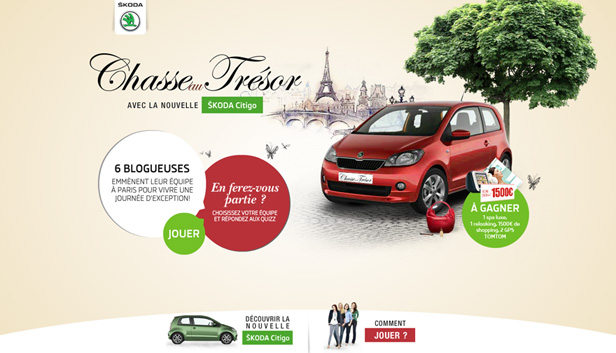 ŠKODA
Chasse au Trésor
AVEC LA NOUVELLE ŠKODA Citigo
6 BLOGUEUSES
EMMÈNENT LEUR ÉQUIPE
À PARIS POUR VIVRE UNE
JOURNÉE D'EXCEPTION!
En ferez-vous
partie ?
CHOISISSEZ VOTRE ÉQUIPE
ET RÉPONDEZ AUX QUIZZ
JOUER
Chasse au Trésor
1500€
À GAGNER
1 spa luxe,
1 relooking, 1500€ de
shopping, 2 GPS
TOMTOM
DÉCOUVRIR LA
NOUVELLE
ŠKODA Citigo
COMMENT
JOUER ?